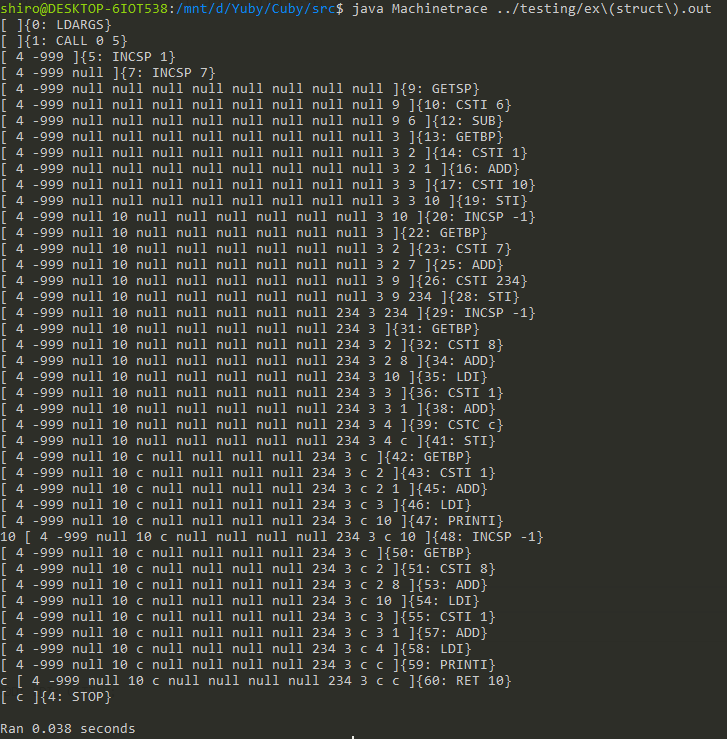 shiro@DESKTOP-6IOT538:/mnt/d/Yuby/Cuby/src$ java Machinetrace ../testing/ex\(struct\).out
[ ]{0: LDARGS}
[ ]{1: CALL 0 5}
[ 4 -999 ]{5: INCSP 1}
[ 4 -999 null ]{7: INCSP 7}
[ 4 -999 null null null null null null null null ]{9: GETSP}
[ 4 -999 null null null null null null null null 9 ]{10: CSTI 6}
[ 4 -999 null null null null null null null null 9 6 ]{12: SUB}
[ 4 -999 null null null null null null null null 3 ]{13: GETBP}
[ 4 -999 null null null null null null null null 3 2 ]{14: CSTI 1}
[ 4 -999 null null null null null null null null 3 2 1 ]{16: ADD}
[ 4 -999 null null null null null null null null 3 3 ]{17: CSTI 10}
[ 4 -999 null null null null null null null null 3 3 10 ]{19: STI}
[ 4 -999 null 10 null null null null null null 3 10 ]{20: INCSP -1}
[ 4 -999 null 10 null null null null null null 3 ]{22: GETBP}
[ 4 -999 null 10 null null null null null null 3 2 ]{23: CSTI 7}
[ 4 -999 null 10 null null null null null null 3 2 7 ]{25: ADD}
[ 4 -999 null 10 null null null null null null 3 9 ]{26: CSTI 234}
[ 4 -999 null 10 null null null null null null 3 9 234 ]{28: STI}
[ 4 -999 null 10 null null null null null 234 3 234 ]{29: INCSP -1}
[ 4 -999 null 10 null null null null null 234 3 ]{31: GETBP}
[ 4 -999 null 10 null null null null null 234 3 2 ]{32: CSTI 8}
[ 4 -999 null 10 null null null null null 234 3 2 8 ]{34: ADD}
[ 4 -999 null 10 null null null null null 234 3 10 ]{35: LDI}
[ 4 -999 null 10 null null null null null 234 3 3 ]{36: CSTI 1}
[ 4 -999 null 10 null null null null null 234 3 3 1 ]{38: ADD}
[ 4 -999 null 10 null null null null null 234 3 4 ]{39: CSTC c}
[ 4 -999 null 10 null null null null null 234 3 4 c ]{41: STI}
[ 4 -999 null 10 c null null null null 234 3 c ]{42: GETBP}
[ 4 -999 null 10 c null null null null 234 3 c 2 ]{43: CSTI 1}
[ 4 -999 null 10 c null null null null 234 3 c 2 1 ]{45: ADD}
[ 4 -999 null 10 c null null null null 234 3 c 3 ]{46: LDI}
[ 4 -999 null 10 c null null null null 234 3 c 10 ]{47: PRINTI}
10 [ 4 -999 null 10 c null null null null 234 3 c 10 ]{48: INCSP -1}
[ 4 -999 null 10 c null null null null 234 3 c ]{50: GETBP}
[ 4 -999 null 10 c null null null null 234 3 c 2 ]{51: CSTI 8}
[ 4 -999 null 10 c null null null null 234 3 c 2 8 ]{53: ADD}
[ 4 -999 null 10 c null null null null 234 3 c 10 ]{54: LDI}
[ 4 -999 null 10 c null null null null 234 3 c 3 ]{55: CSTI 1}
[ 4 -999 null 10 c null null null null 234 3 c 3 1 ]{57: ADD}
[ 4 -999 null 10 c null null null null 234 3 c 4 ]{58: LDI}
[ 4 -999 null 10 c null null null null 234 3 c c ]{59: PRINTI}
c [ 4 -999 null 10 c null null null null 234 3 c c ]{60: RET 10}
[ c ]{4: STOP}

Ran 0.038 seconds